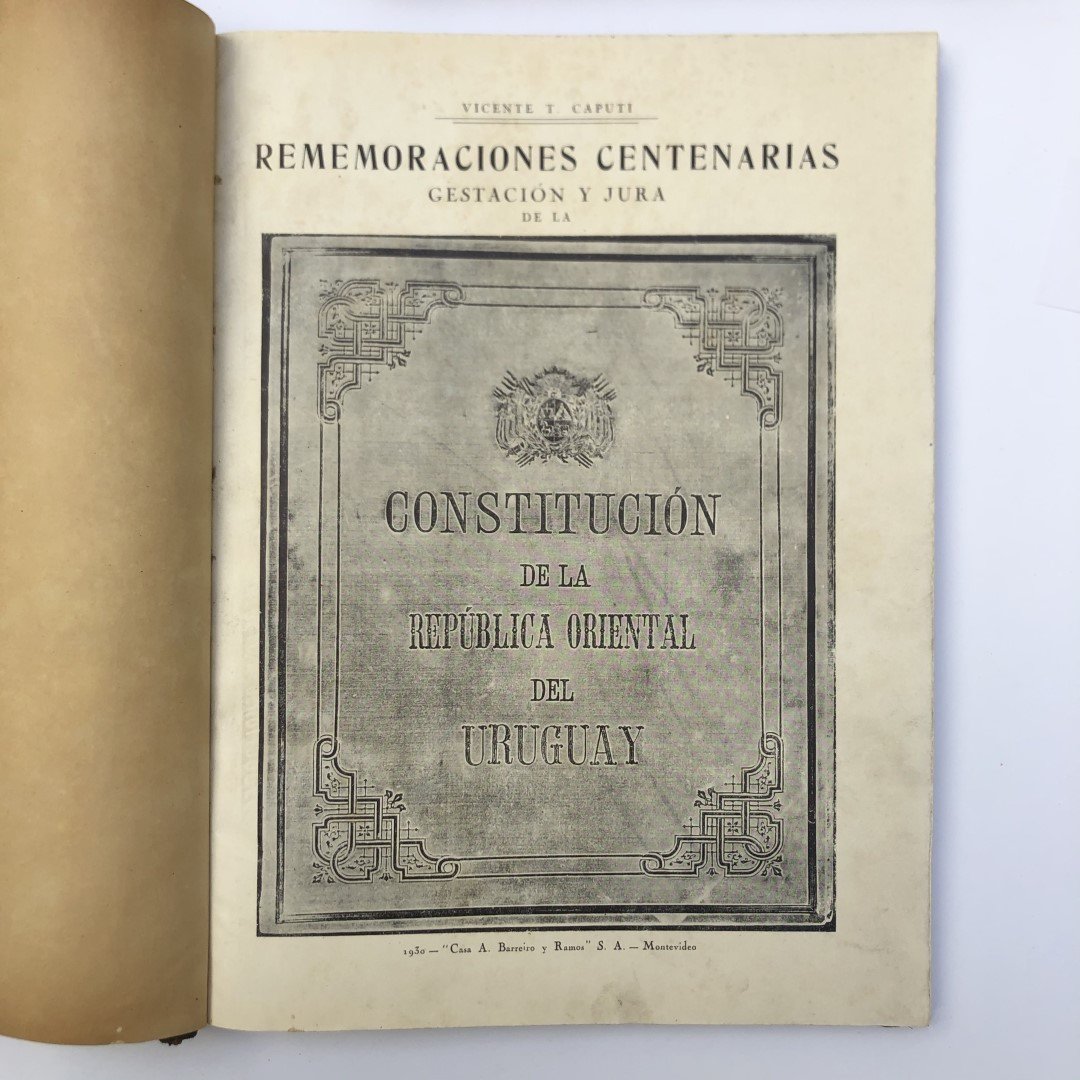 VICENTE T. CAPUTI
REMEMORACIONES CENTENARIAS
GESTACIÓN Y JURA
DE LA
CONSTITUCIÓN
DE LA
REPÚBLICA ORIENTAL
DEL
URUGUAY
1930 — "Casa A. Barreiro y Ramos" S. A. — Montevideo